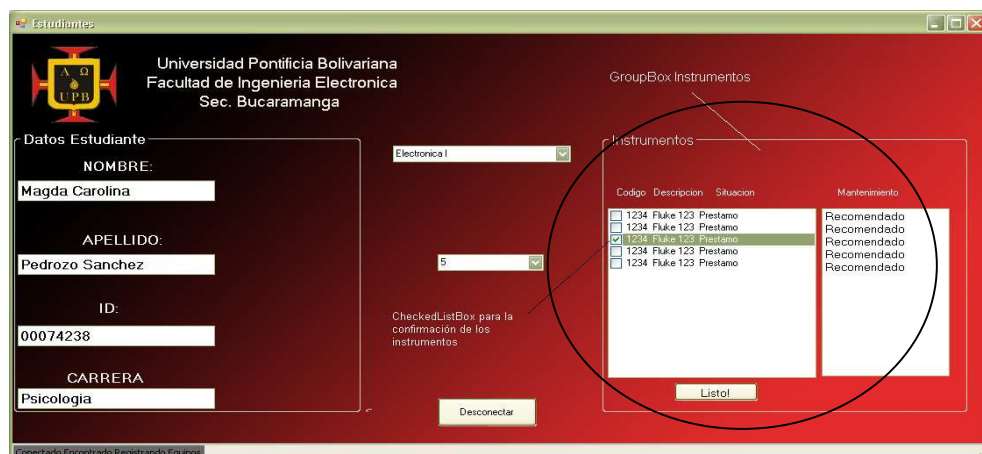 Estudiantes
Α Ω
UPB
Universidad Pontificia Bolivariana
Facultad de Ingenieria Electronica
Sec. Bucaramanga
Datos Estudiante
NOMBRE:
Magda Carolina
APELLIDO:
Pedrozo Sanchez
ID:
00074238
CARRERA
Psicologia
Electronica I
5
CheckedListBox para la
confirmación de los
instrumentos
Desconectar
GroupBox Instrumentos
Instrumentos
Codigo Descripcion Situacion Mantenimiento
1234 Fluke 123 Prestamo Recomendado
1234 Fluke 123 Prestamo Recomendado
1234 Fluke 123 Prestamo Recomendado
1234 Fluke 123 Prestamo Recomendado
1234 Fluke 123 Prestamo Recomendado
Listo!
Conectado Encontrado Registrando Equipos